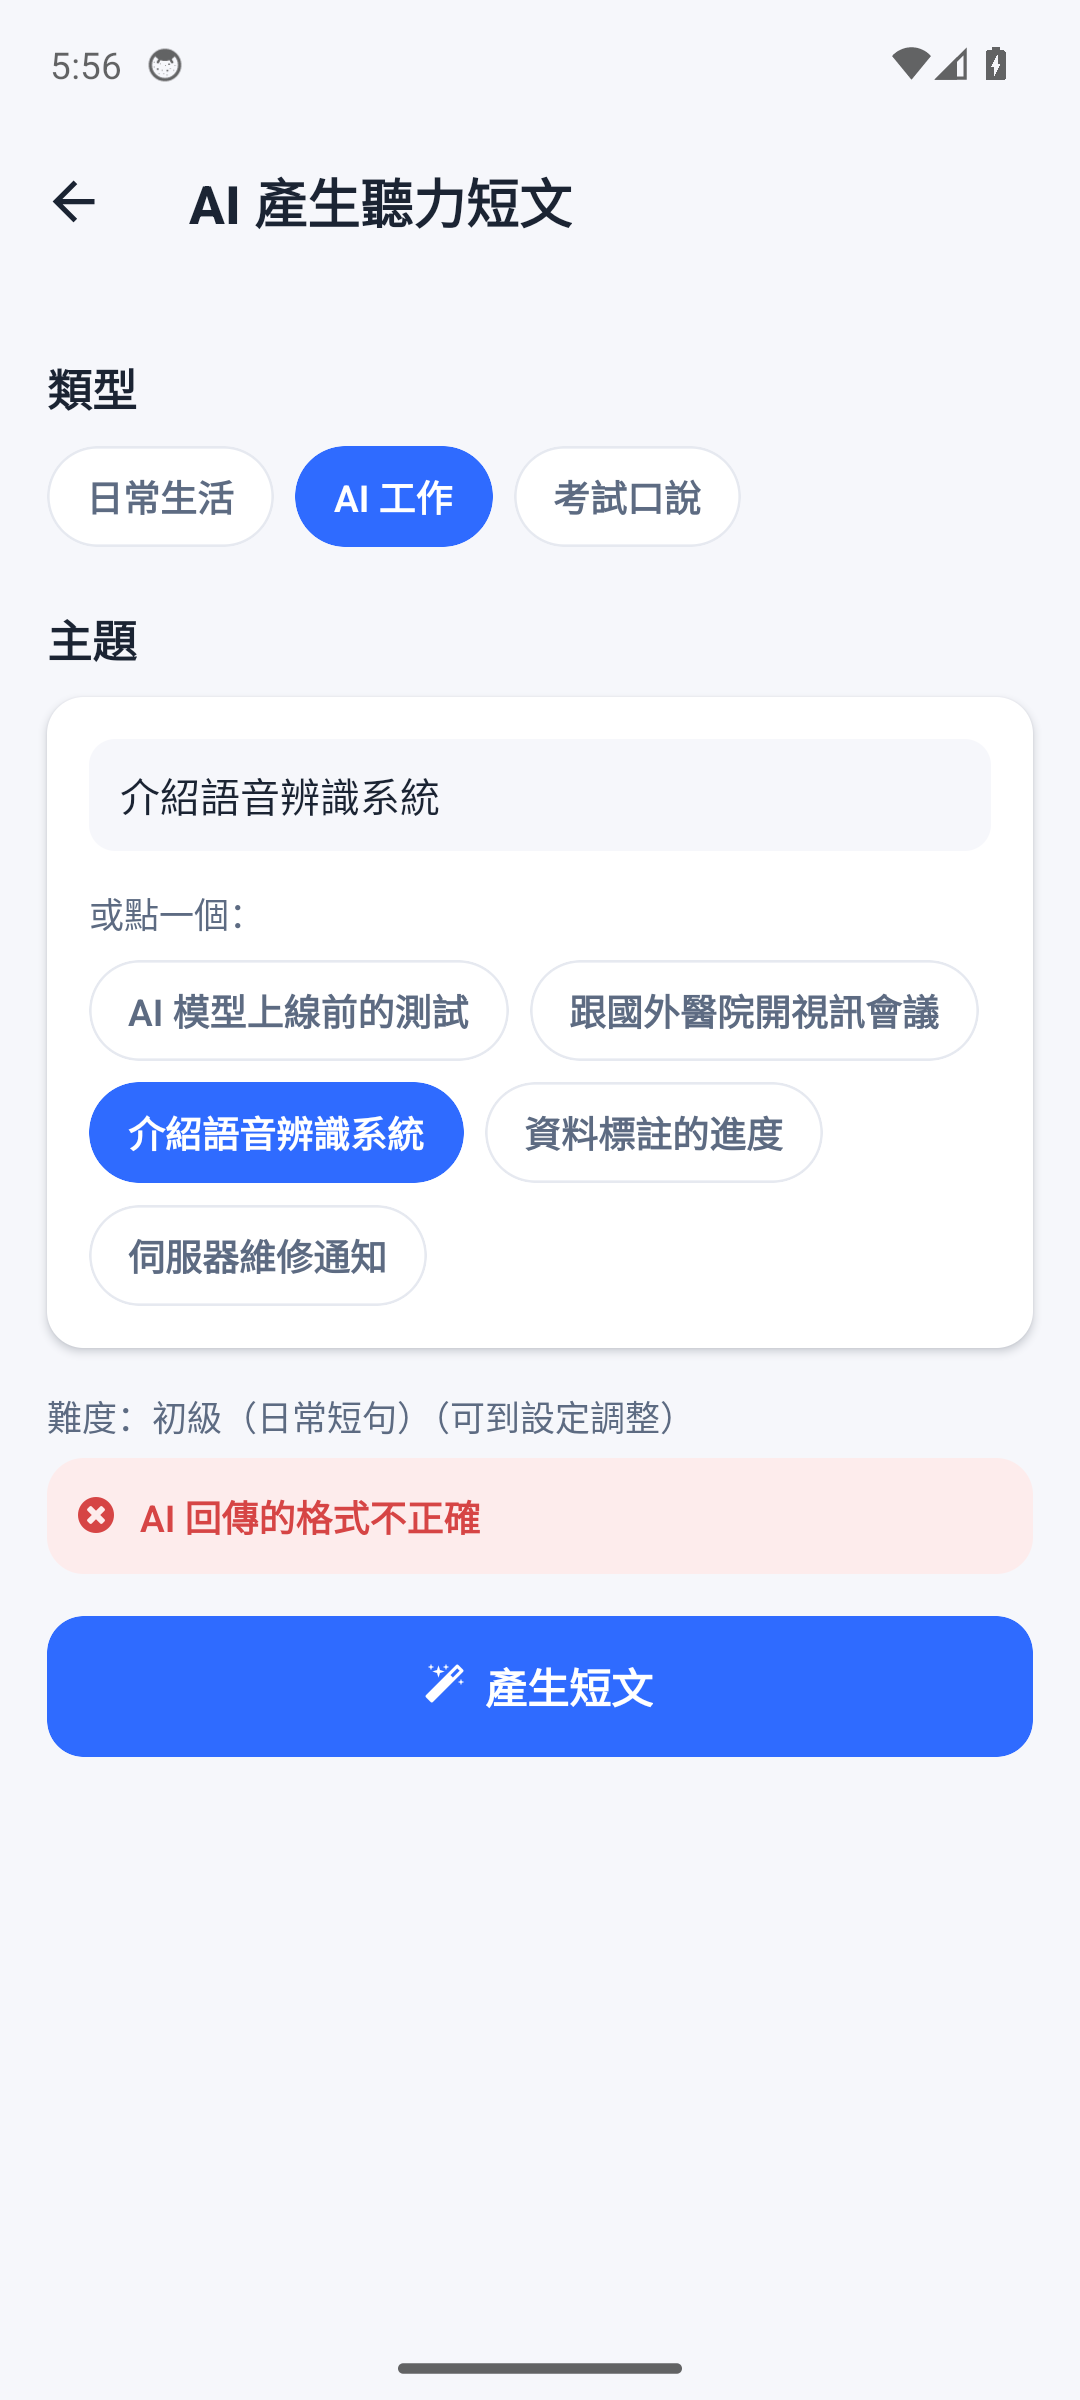 5:56
AI 產生聽力短文
類型
日常生活
AI 工作
考試口說
主題
介紹語音辨識系統
或點一個：
AI 模型上線前的測試
跟國外醫院開視訊會議
介紹語音辨識系統
資料標註的進度
伺服器維修通知
難度：初級（日常短句）（可到設定調整）
AI 回傳的格式不正確
產生短文